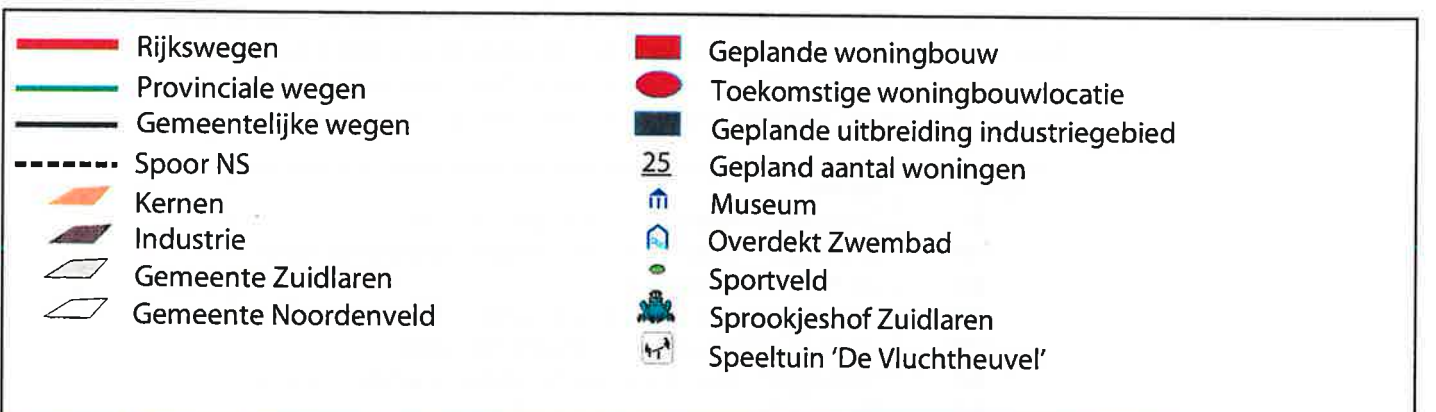 Rijkswegen
Provinciale wegen
Gemeentelijke wegen
Spoor NS
Kernen
Industrie
Gemeente Zuidlaren
Gemeente Noordenveld
Geplande woningbouw
Toekomstige woningbouwlocatie
Geplande uitbreiding industriegebied
25 Gepland aantal woningen
Museum
Overdekt Zwembad
Sportveld
Sprookjeshof Zuidlaren
Speeltuin 'De Vluchtheuvel'